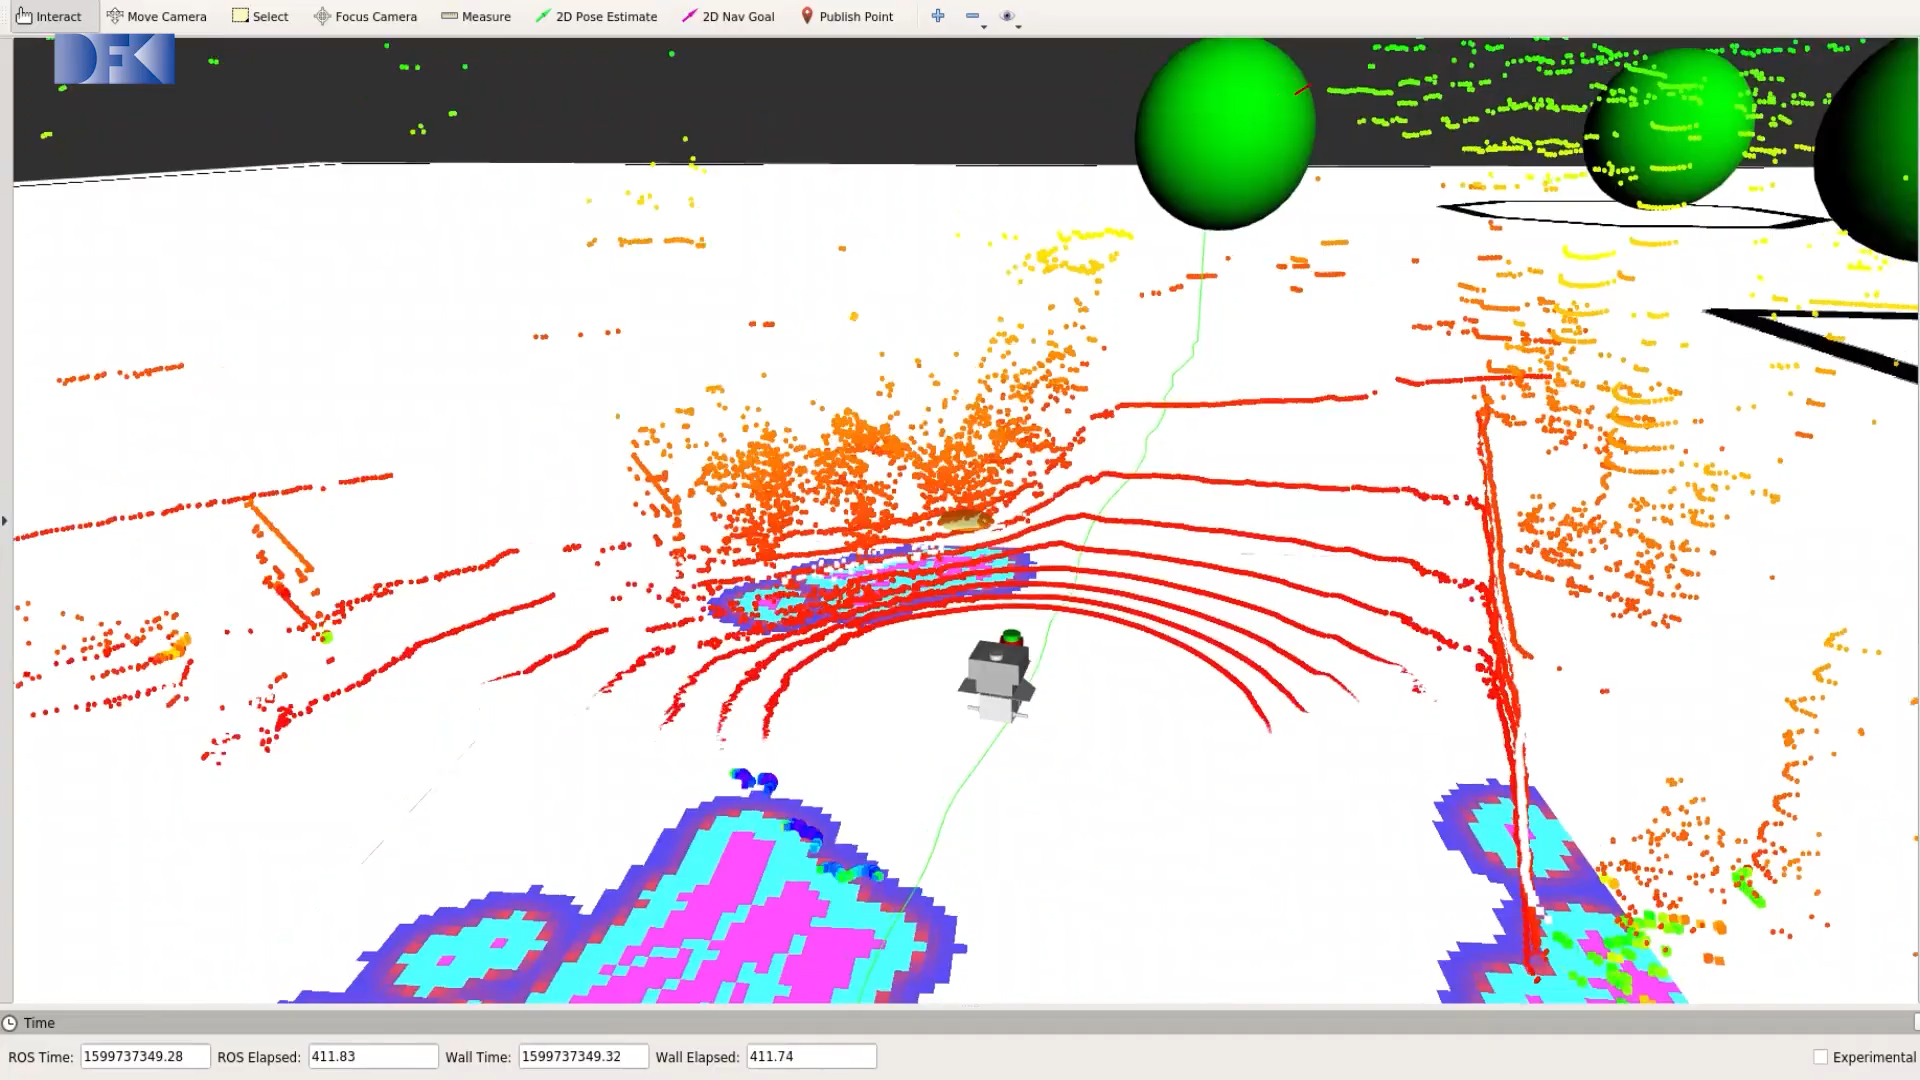 Interact Move Camera Select Focus Camera Measure 2D Pose Estimate 2D Nav Goal Publish Point
DFK
Time
ROS Time: 1599737349.28 ROS Elapsed: 411.83 Wall Time: 1599737349.32 Wall Elapsed: 411.74 Experimental